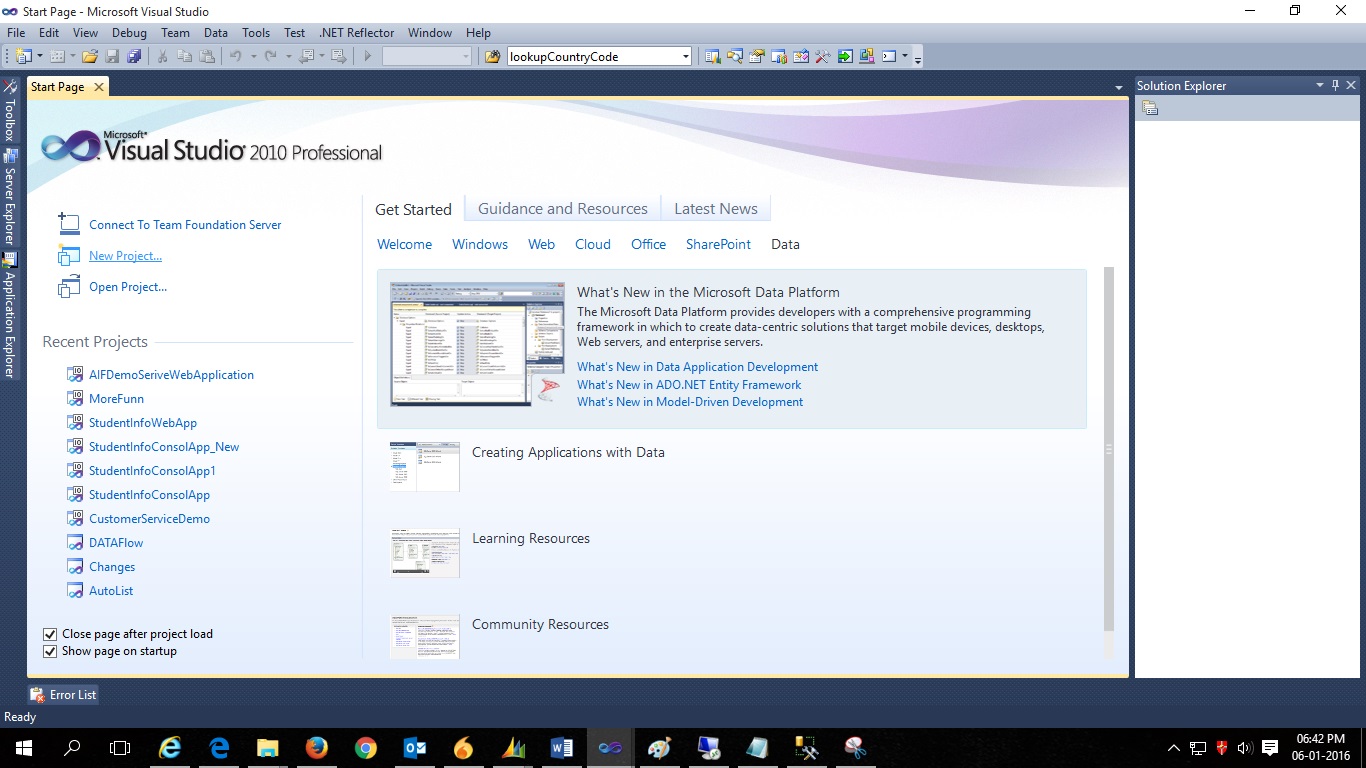 Start Page - Microsoft Visual Studio
File Edit View Debug Team Data Tools Test .NET Reflector Window Help
lookupCountryCode
Toolbox
Server Explorer
Application Explorer
Start Page
Microsoft®
Visual Studio® 2010 Professional
Connect To Team Foundation Server
New Project...
Open Project...
Recent Projects
AIFDemoSeriveWebApplication
MoreFunn
StudentInfoWebApp
StudentInfoConsolApp_New
StudentInfoConsolApp1
StudentInfoConsolApp
CustomerServiceDemo
DATAFlow
Changes
AutoList
Close page after project load
Show page on startup
Get Started Guidance and Resources Latest News
Welcome Windows Web Cloud Office SharePoint Data
What's New in the Microsoft Data Platform
The Microsoft Data Platform provides developers with a comprehensive programming
framework in which to create data-centric solutions that target mobile devices, desktops,
Web servers, and enterprise servers.
What's New in Data Application Development
What's New in ADO.NET Entity Framework
What's New in Model-Driven Development
Creating Applications with Data
Learning Resources
Community Resources
Solution Explorer
Error List
Ready
06:42 PM
06-01-2016